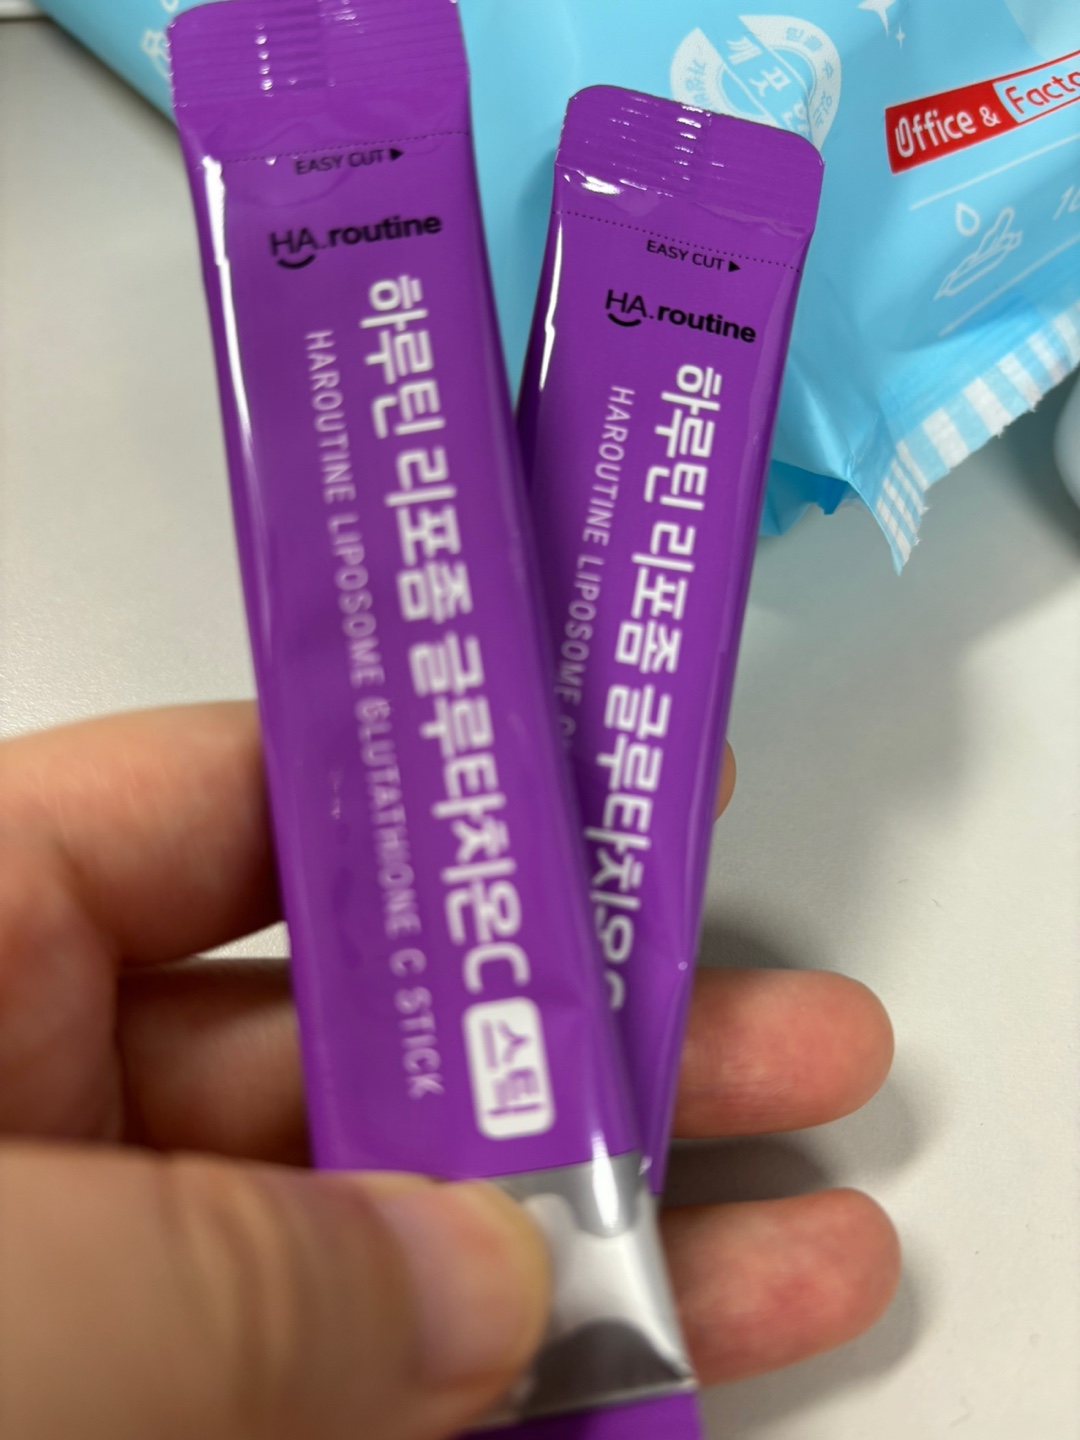 EASY CUT ▶
HA.routine
하루틴 리포좀 글루타치온C 스틱
HAROUTINE LIPOSOME GLUTATHIONE C STICK
EASY CUT ▶
HA.routine
하루틴 리포좀 글루타치온C
HAROUTINE LIPOSOME
Office &
깨끗